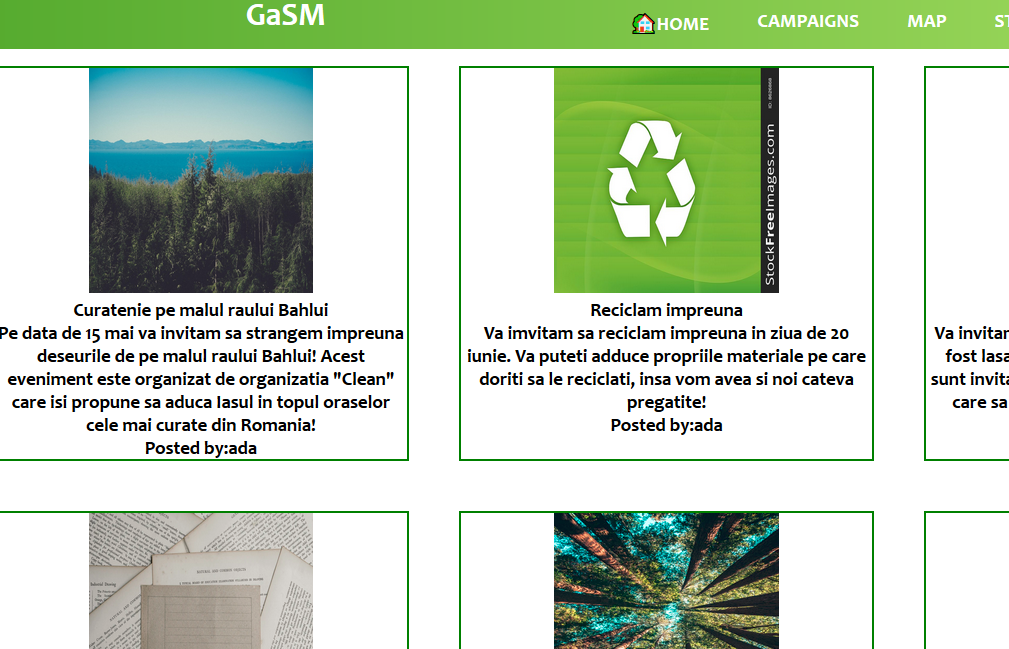 GaSM
HOME
CAMPAIGNS
MAP
ST
StockFreeImages.com
Curatenie pe malul raului Bahlui
Pe data de 15 mai va invitam sa strangem impreuna
deseurile de pe malul raului Bahlui! Acest
eveniment este organizat de organizatia "Clean"
care isi propune sa aduca Iasul in topul oraselor
cele mai curate din Romania!
Posted by:ada
Reciclam impreuna
Va imvitam sa reciclam impreuna in ziua de 20
iunie. Va puteti adduce propriile materiale pe care
doriti sa le reciclati, insa vom avea si noi cateva
pregatite!
Posted by:ada
Va invitam
fost lasa
sunt invita
care sa